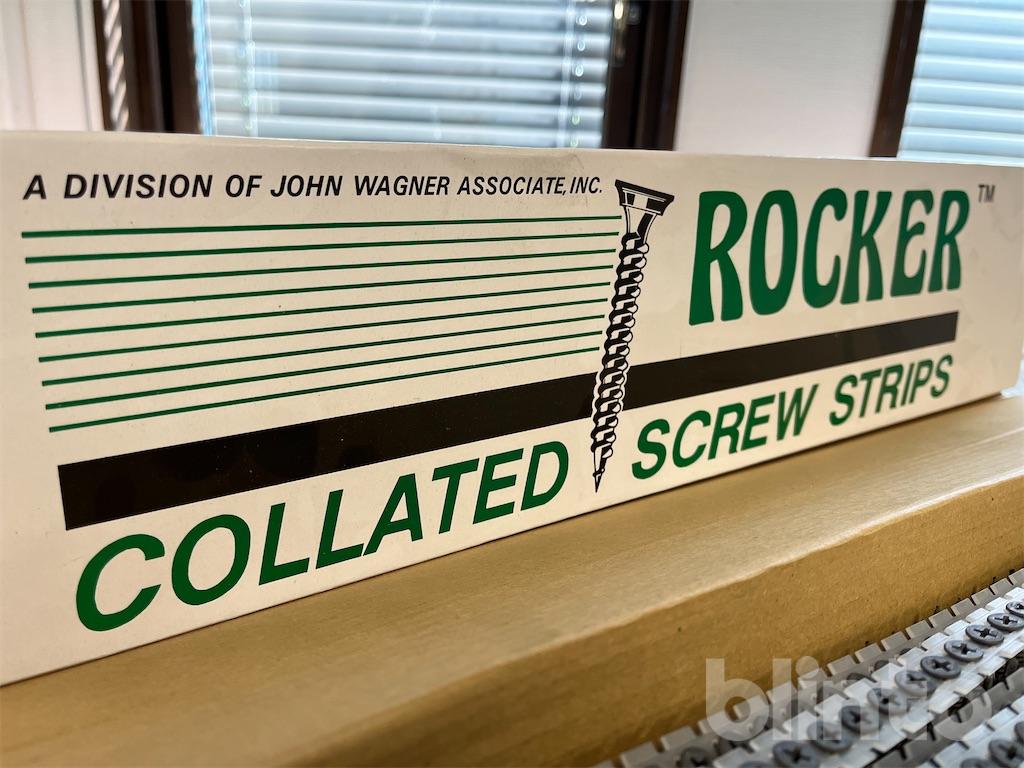 A DIVISION OF JOHN WAGNER ASSOCIATE, INC.
ROCKER™
COLLATED SCREW STRIPS
blinto